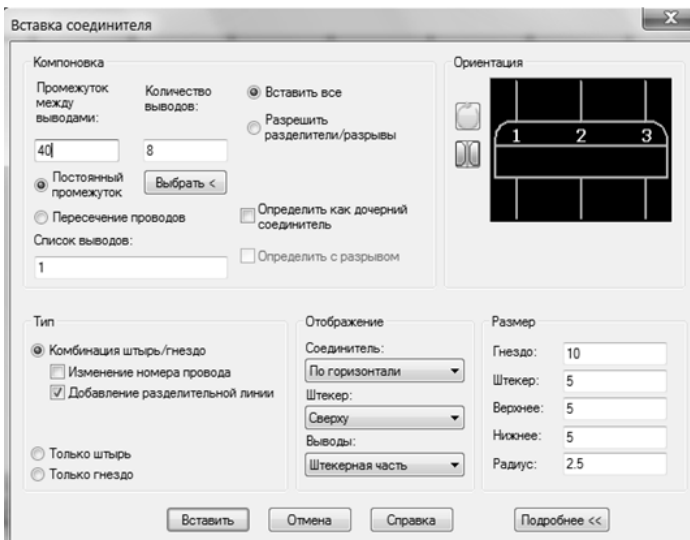 Вставка соединителя
X
Компоновка
Промежуток
между
выводами:
Количество
выводов:
40
8
Постоянный
промежуток
Выбрать <
Пересечение проводов
Список выводов:
1
Вставить все
Разрешить
разделители/разрывы
Определить как дочерний
соединитель
Определить с разрывом
Ориентация
1 2 3
Тип
Комбинация штырь/гнездо
Изменение номера провода
Добавление разделительной линии
Только штырь
Только гнездо
Отображение
Соединитель:
По горизонтали
Штекер:
Сверху
Выводы:
Штекерная часть
Размер
Гнездо: 10
Штекер: 5
Верхнее: 5
Нижнее: 5
Радиус: 2.5
Вставить
Отмена
Справка
Подробнее <<